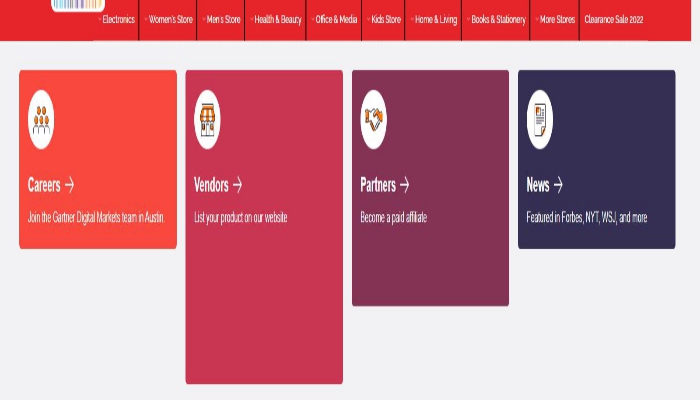 Electronics
Women's Store
Men's Store
Health & Beauty
Office & Media
Kids Store
Home & Living
Books & Stationery
More Stores
Clearance Sale 2022
Careers →
Join the Gartner Digital Markets team in Austin.
Vendors →
List your product on our website
Partners →
Become a paid affiliate
News →
Featured in Forbes, NYT, WSJ, and more